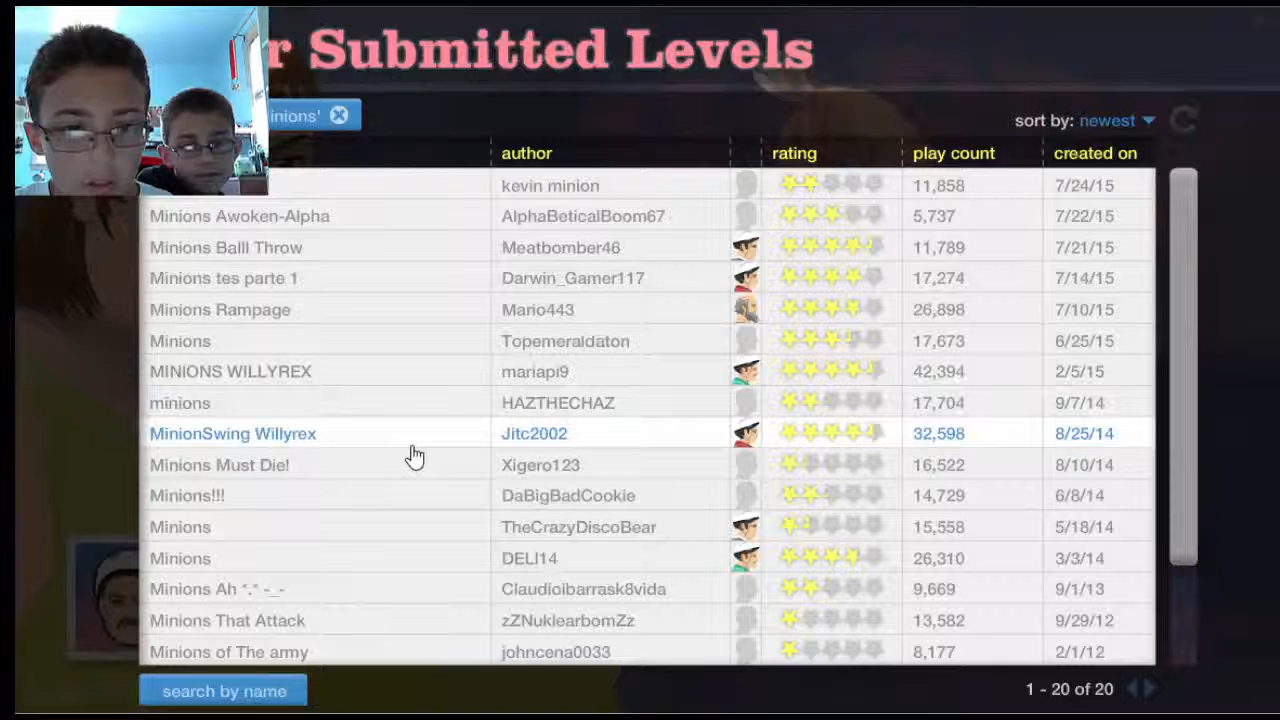 r Submitted Levels
inions'
sort by: newest
author rating play count created on
kevin minion 11,858 7/24/15
Minions Awoken-Alpha AlphaBeticalBoom67 5,737 7/22/15
Minions Balll Throw Meatbomber46 11,789 7/21/15
Minions tes parte 1 Darwin_Gamer117 17,274 7/14/15
Minions Rampage Mario443 26,898 7/10/15
Minions Topemeraldaton 17,673 6/25/15
MINIONS WILLYREX mariapi9 42,394 2/5/15
minions HAZTHECHAZ 17,704 9/7/14
MinionSwing Willyrex Jitc2002 32,598 8/25/14
Minions Must Die! Xigero123 16,522 8/10/14
Minions!!! DaBigBadCookie 14,729 6/8/14
Minions TheCrazyDiscoBear 15,558 5/18/14
Minions DELI14 26,310 3/3/14
Minions Ah *.* -_- Claudioibarrask8vida 9,669 9/1/13
Minions That Attack zZNuklearbomZz 13,582 9/29/12
Minions of The army johncena0033 8,177 2/1/12
search by name
1 - 20 of 20